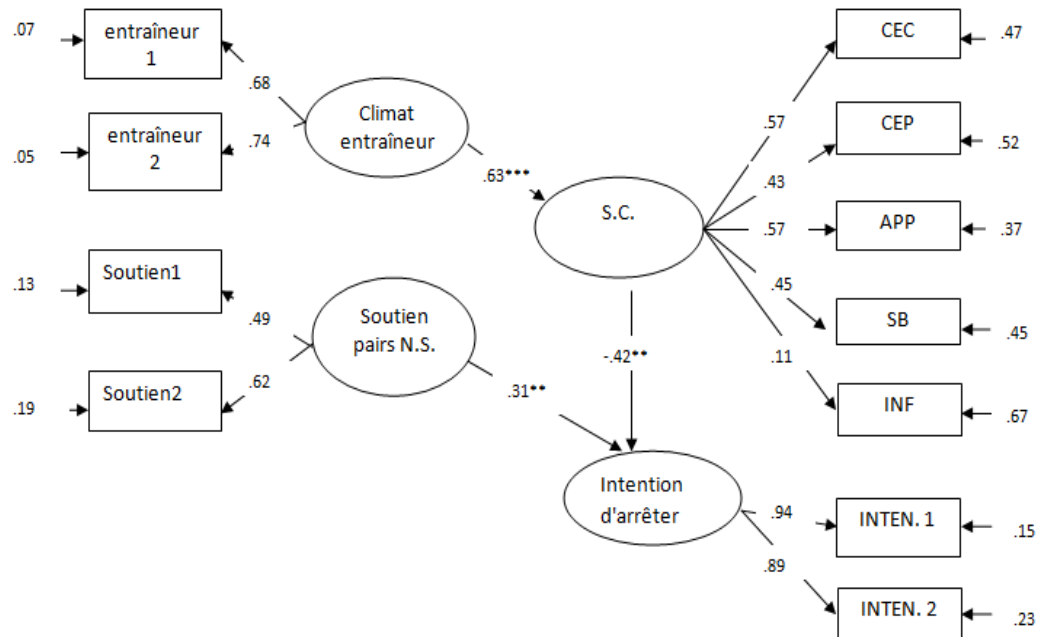 .07
entraîneur
1
.68
.05
entraîneur
2
.74
Climat
entraîneur
.63***
.13
Soutien1
.49
.19
Soutien2
.62
Soutien
pairs N.S.
.31**
S.C.
-.42**
Intention
d'arrêter
.57
CEC
.47
.43
CEP
.52
.57
APP
.37
.45
SB
.45
.11
INF
.67
.94
INTEN. 1
.15
.89
INTEN. 2
.23